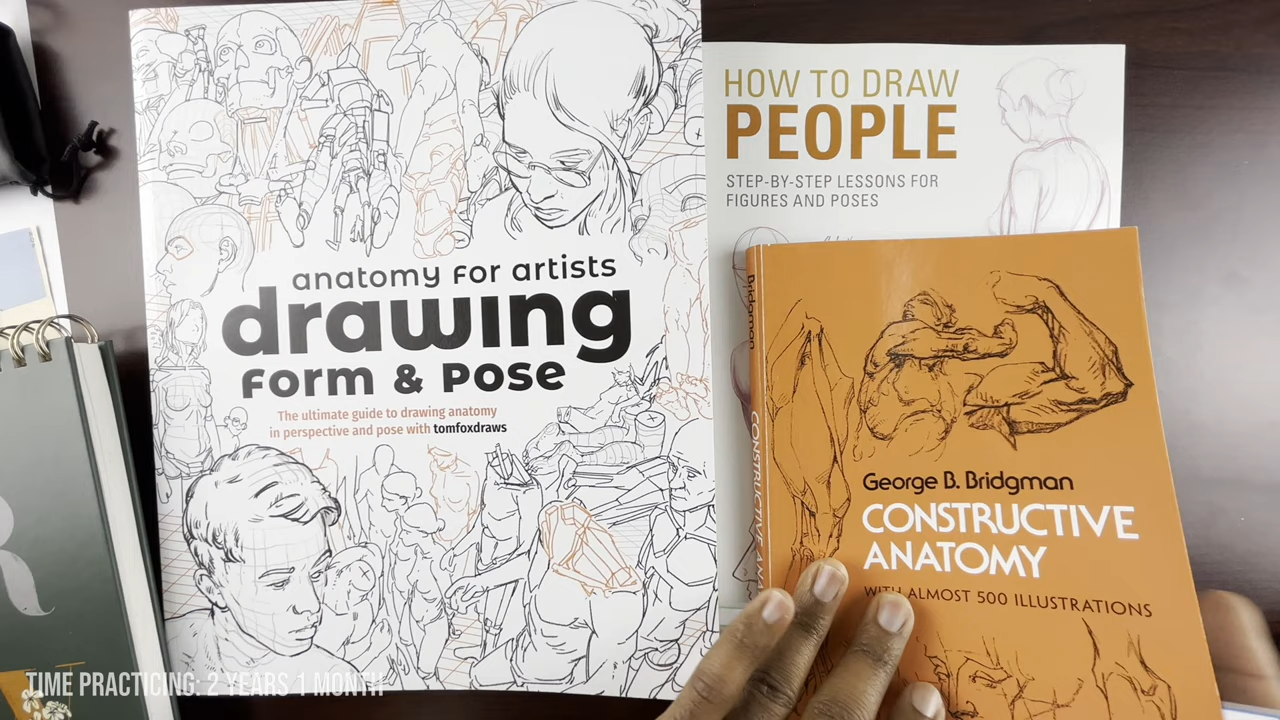 anatomy for artists
drawing
form & pose
The ultimate guide to drawing anatomy
in perspective and pose with tomfoxdraws
HOW TO DRAW
PEOPLE
STEP-BY-STEP LESSONS FOR
FIGURES AND POSES
Bridgman
CONSTRUCTIVE ANA
George B. Bridgman
CONSTRUCTIVE
ANATOMY
WITH ALMOST 500 ILLUSTRATIONS
TIME PRACTICING: 2 YEARS 1 MONTH